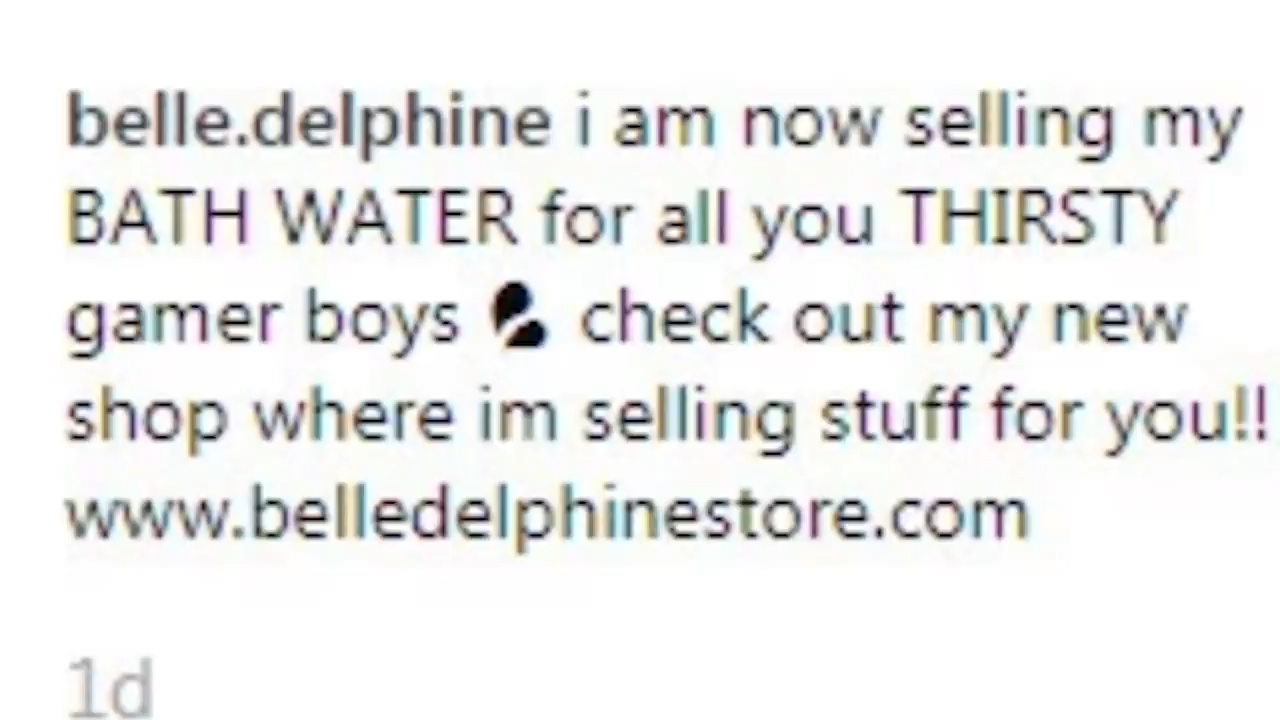 belle.delphine i am now selling my
BATH WATER for all you THIRSTY
gamer boys 💦 check out my new
shop where im selling stuff for you!!
www.belledelphinestore.com
1d